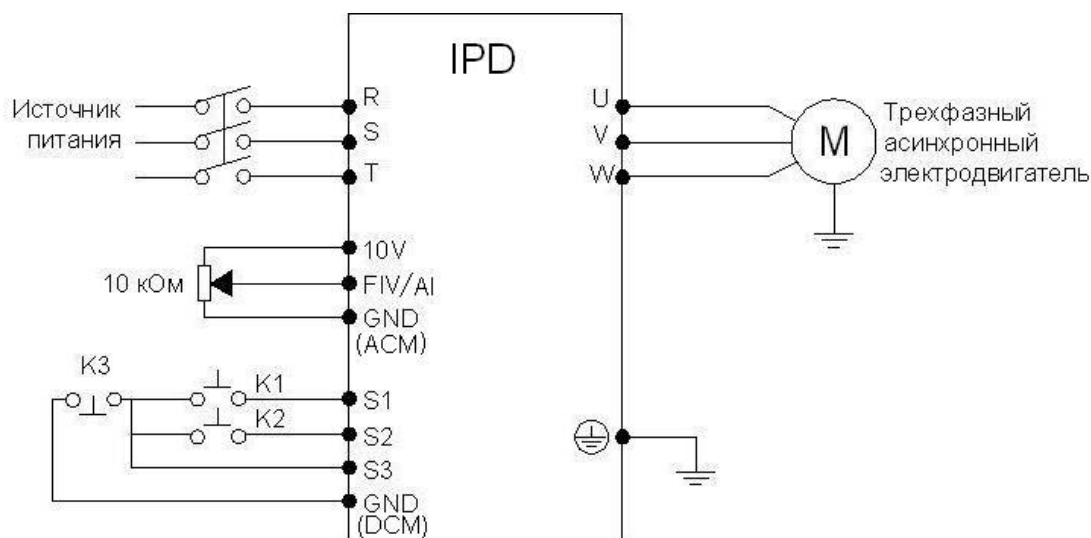 IPD
R
S
T
Источник
питания
U
V
W
M
Трехфазный
асинхронный
электродвигатель
10V
10 кОм
FIV/AI
GND
(ACM)
K3
K1
S1
K2
S2
S3
GND
(DCM)